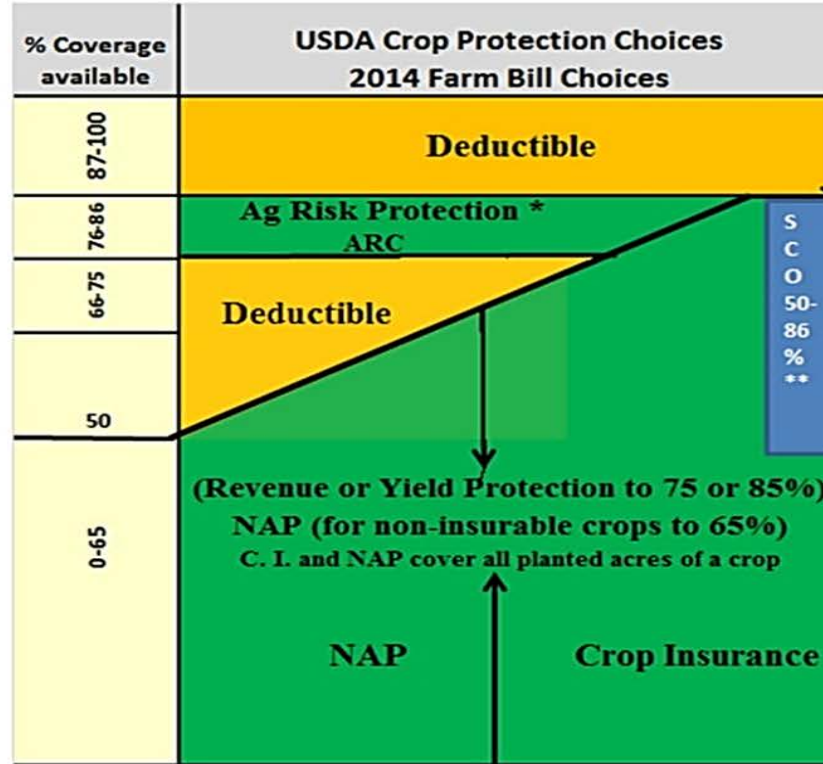 % Coverage
available
USDA Crop Protection Choices
2014 Farm Bill Choices
87-100
Deductible
76-86
Ag Risk Protection *
ARC
66-75
Deductible
S
C
O
50-
86
%
**
50
0-65
(Revenue or Yield Protection to 75 or 85%)
NAP (for non-insurable crops to 65%)
C. I. and NAP cover all planted acres of a crop
NAP
Crop Insurance